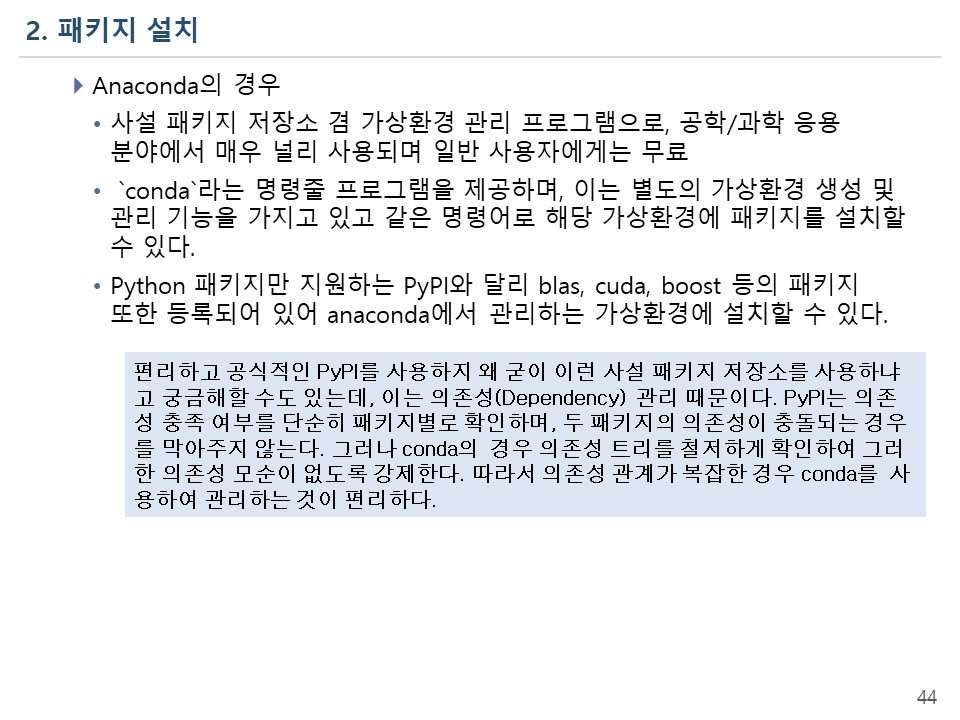 2. 패키지 설치
Anaconda의 경우
• 사설 패키지 저장소 겸 가상환경 관리 프로그램으로, 공학/과학 응용
분야에서 매우 널리 사용되며 일반 사용자에게는 무료
• `conda`라는 명령줄 프로그램을 제공하며, 이는 별도의 가상환경 생성 및
관리 기능을 가지고 있고 같은 명령어로 해당 가상환경에 패키지를 설치할
수 있다.
• Python 패키지만 지원하는 PyPI와 달리 blas, cuda, boost 등의 패키지
또한 등록되어 있어 anaconda에서 관리하는 가상환경에 설치할 수 있다.
편리하고 공식적인 PyPI를 사용하지 왜 굳이 이런 사설 패키지 저장소를 사용하냐
고 궁금해할 수도 있는데, 이는 의존성(Dependency) 관리 때문이다. PyPI는 의존
성 충족 여부를 단순히 패키지별로 확인하며, 두 패키지의 의존성이 충돌되는 경우
를 막아주지 않는다. 그러나 conda의 경우 의존성 트리를 철저하게 확인하여 그러
한 의존성 모순이 없도록 강제한다. 따라서 의존성 관계가 복잡한 경우 conda를 사
용하여 관리하는 것이 편리하다.
44